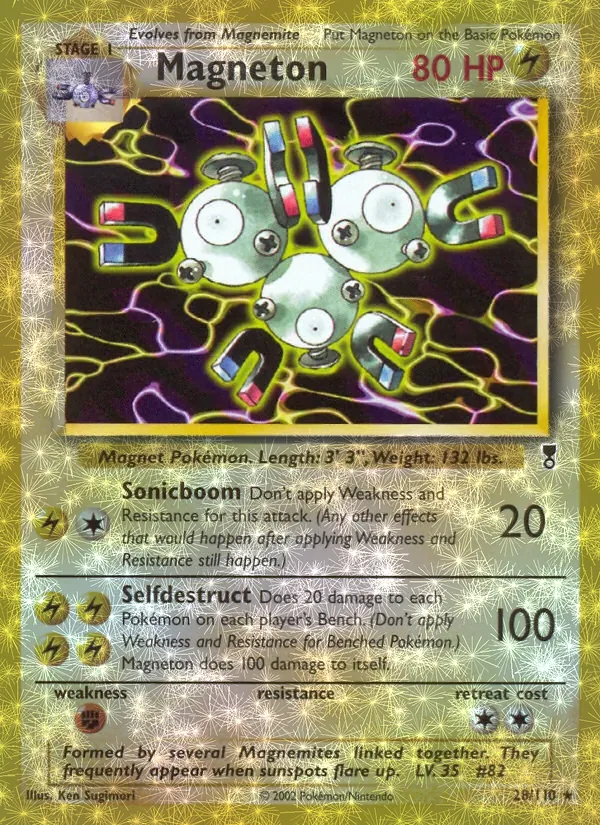 Evolves from Magnemite Put Magneton on the Basic Pokémon
STAGE 1
Magneton 80 HP
Magnet Pokémon. Length: 3' 3", Weight: 132 lbs.
Sonicboom Don't apply Weakness and
Resistance for this attack. (Any other effects
that would happen after applying Weakness and
Resistance still happen.)
20
Selfdestruct Does 20 damage to each
Pokémon on each player's Bench. (Don't apply
Weakness and Resistance for Benched Pokémon.)
Magneton does 100 damage to itself.
100
weakness resistance retreat cost
Formed by several Magnemites linked together. They
frequently appear when sunspots flare up. LV. 35 #82
Illus. Ken Sugimori © 2002 Pokémon/Nintendo 28/110 ★